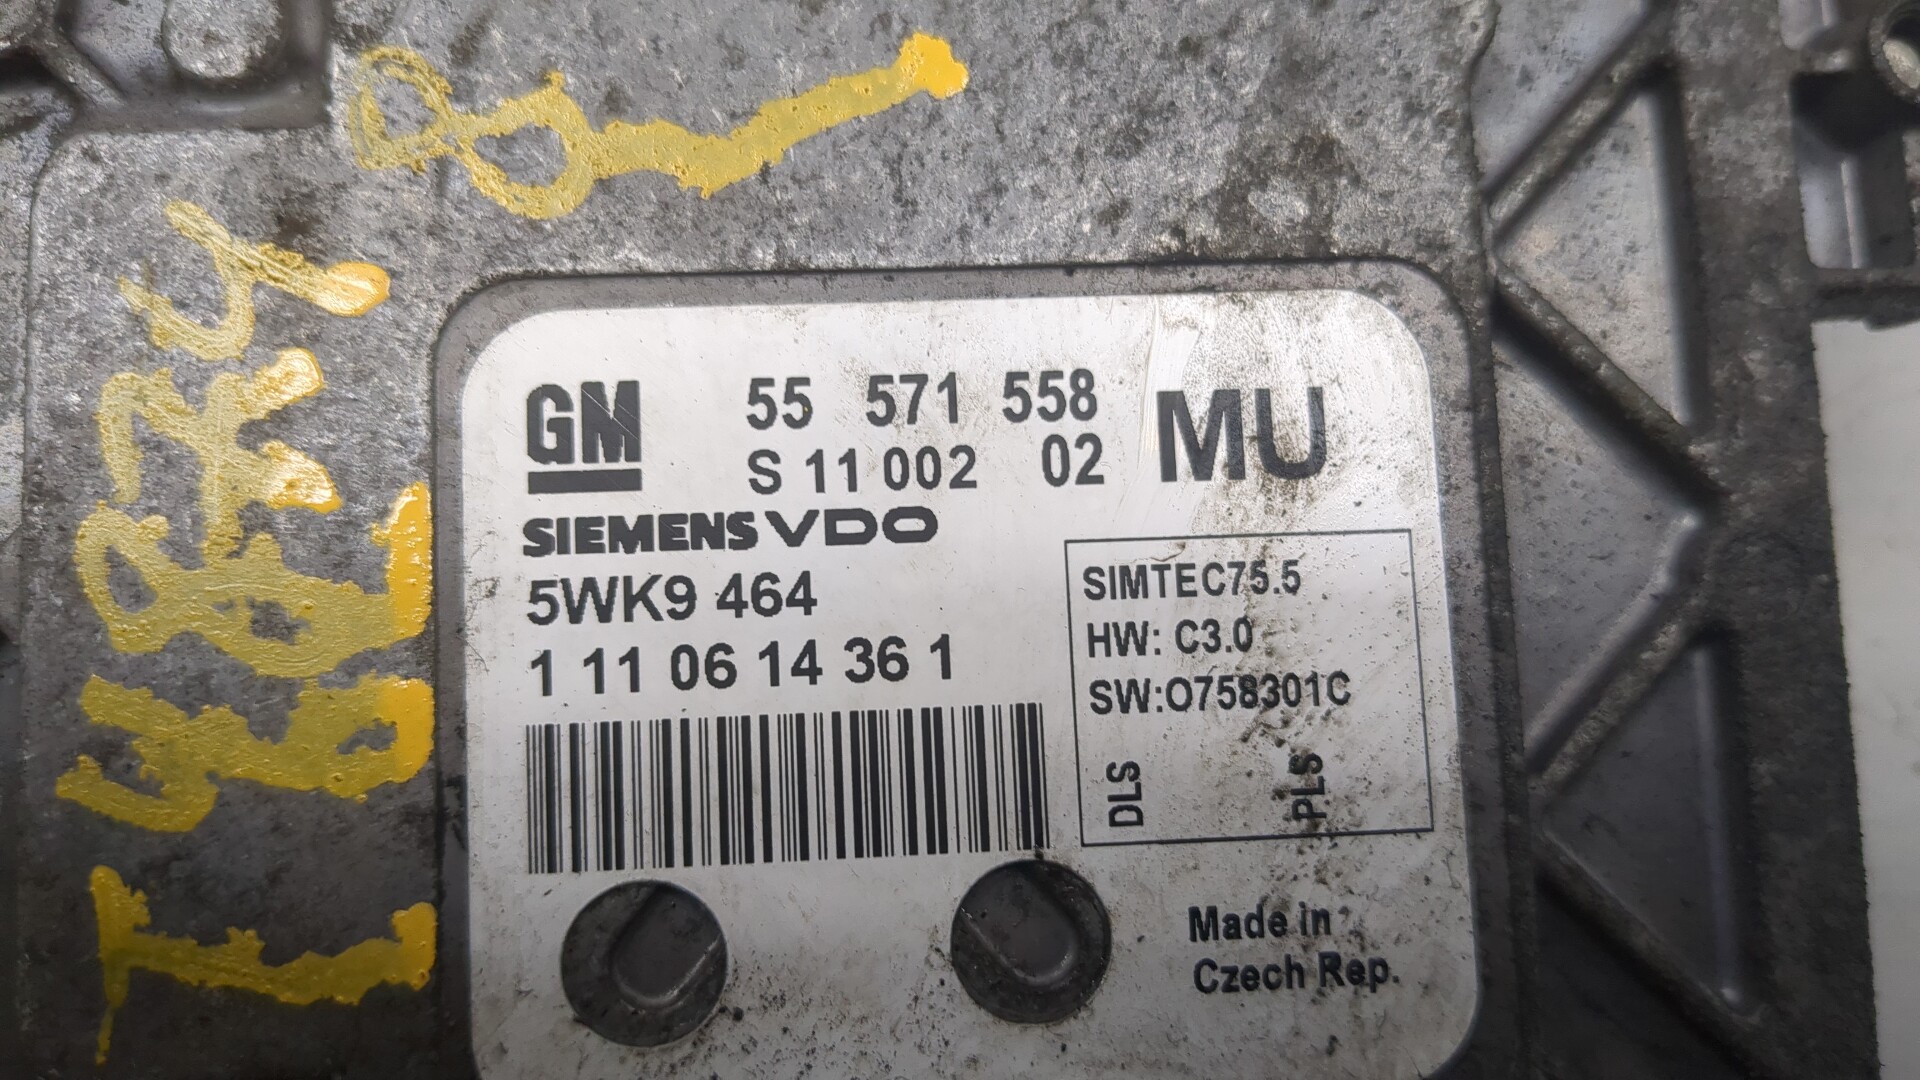 GM 55 571 558 MU
S 11 002 02
SIEMENS VDO
5WK9 464
1 11 06 14 36 1
SIMTEC75.5
HW: C3.0
SW:O758301C
DLS PLS
Made in
Czech Rep.